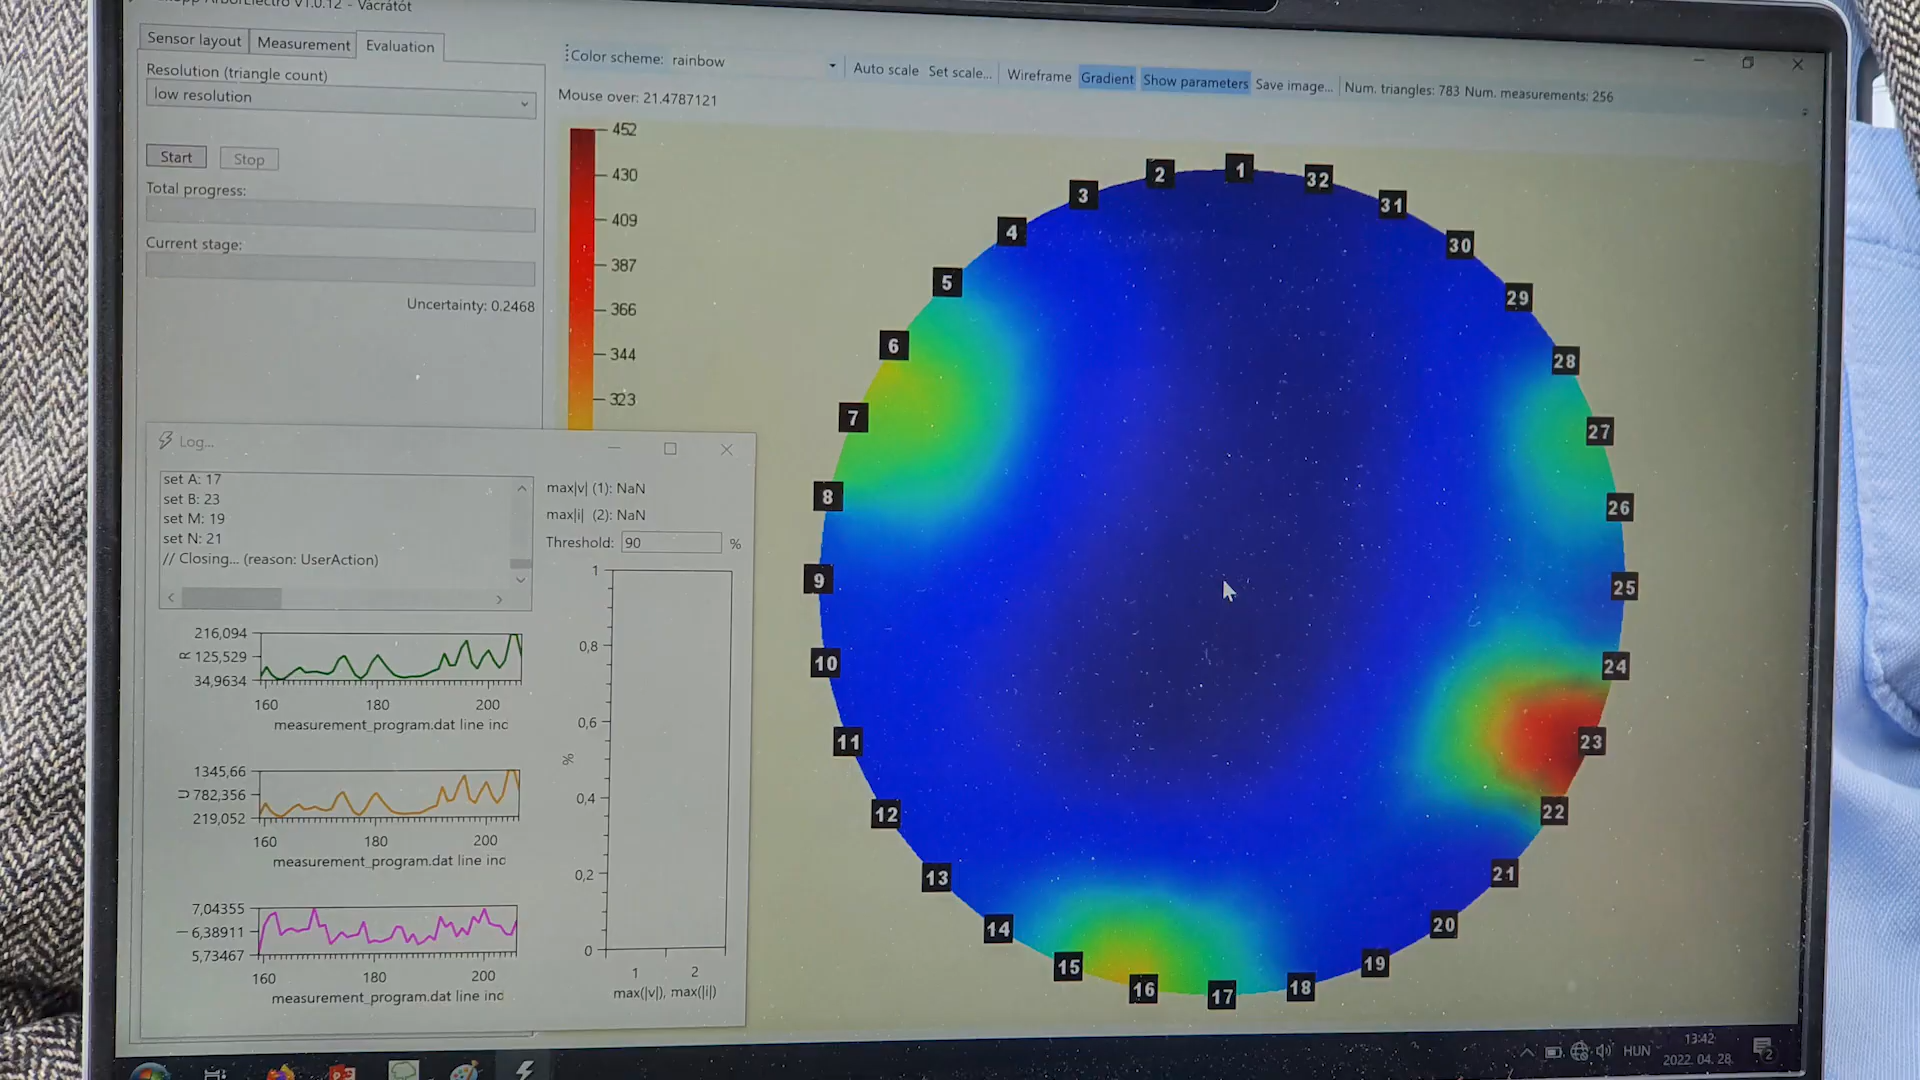 ArborElectro v1.0.12 - Vácrátót
Sensor layout Measurement Evaluation
Resolution (triangle count)
low resolution
Start Stop
Total progress:
Current stage:
Uncertainty: 0.2468
Color scheme: rainbow Auto scale Set scale... Wireframe Gradient Show parameters Save image... Num. triangles: 783 Num. measurements: 256
Mouse over: 21.4787121
452
430
409
387
366
344
323
Log...
set A: 17
set B: 23
set M: 19
set N: 21
// Closing... (reason: UserAction)
max|v| (1): NaN
max|i| (2): NaN
Threshold: 90 %
216,094
R 125,529
34,9634
160 180 200
measurement_program.dat line inc
1345,66
U 782,356
219,052
160 180 200
measurement_program.dat line inc
7,04355
I 6,38911
5,73467
160 180 200
measurement_program.dat line inc
1
0,8
0,6
%
0,4
0,2
0
1 2
max(|v|), max(|i|)
1
2
3
4
5
6
7
8
9
10
11
12
13
14
15
16
17
18
19
20
21
22
23
24
25
26
27
28
29
30
31
32
HUN
13:42
2022. 04. 28.
2